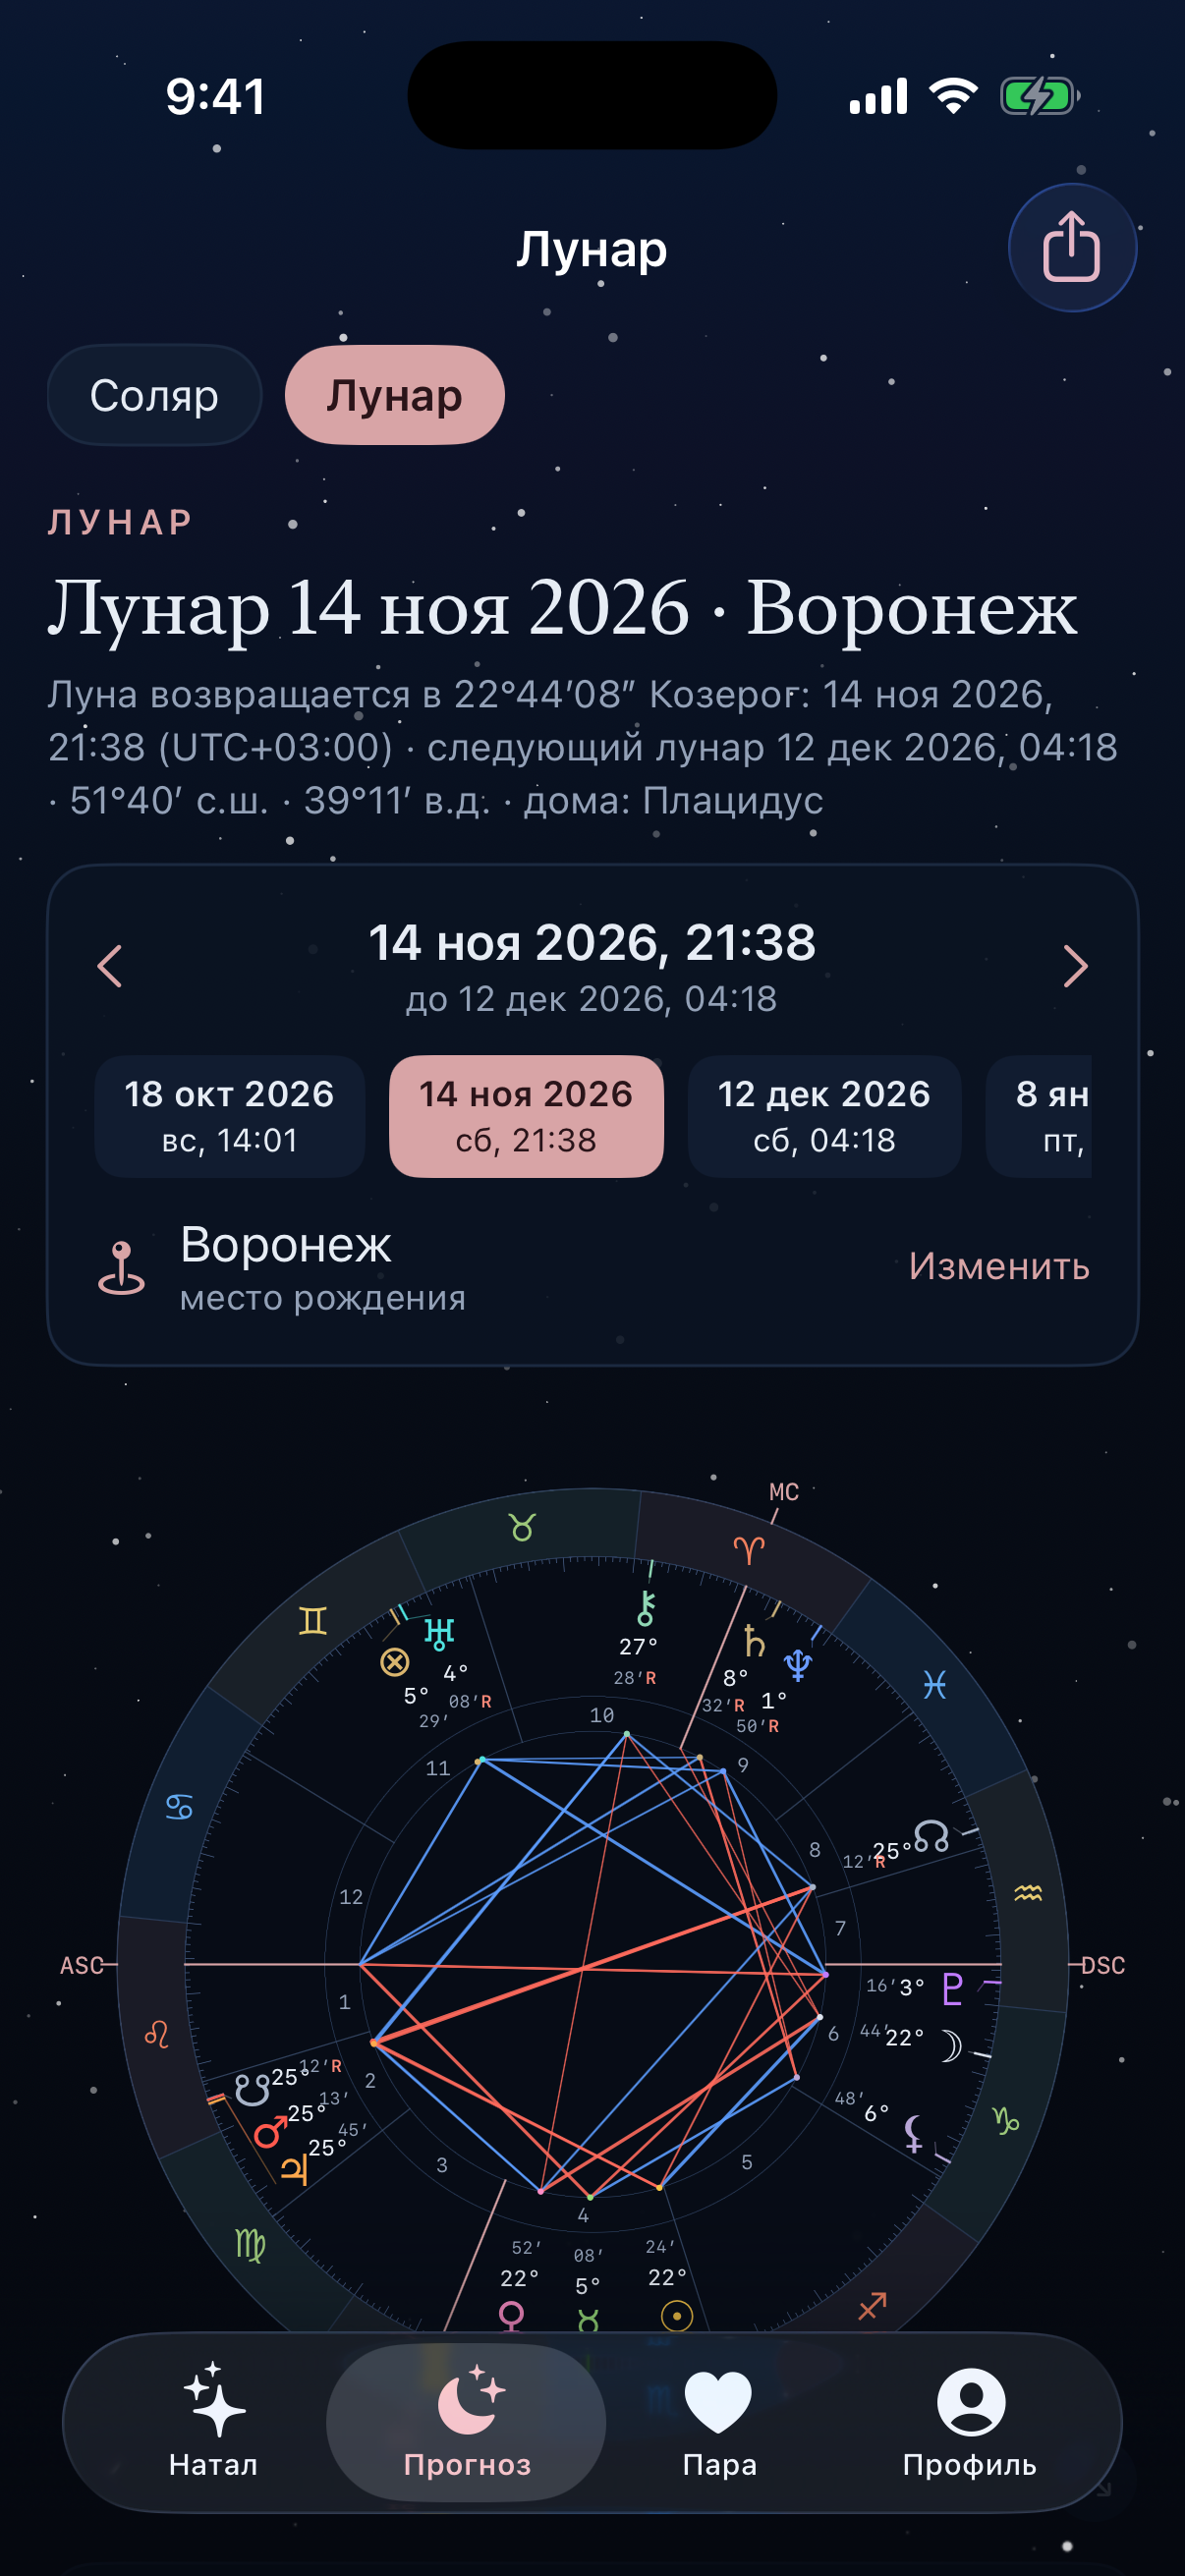 9:41
Лунар
Соляр
Лунар
ЛУНАР
Лунар 14 ноя 2026 · Воронеж
Луна возвращается в 22°44′08″ Козерог: 14 ноя 2026,
21:38 (UTC+03:00) · следующий лунар 12 дек 2026, 04:18
· 51°40′ с.ш. · 39°11′ в.д. · дома: Плацидус
14 ноя 2026, 21:38
до 12 дек 2026, 04:18
18 окт 2026
вс, 14:01
14 ноя 2026
сб, 21:38
12 дек 2026
сб, 04:18
8 ян
пт,
Воронеж
место рождения
Изменить
MC
♉ ♈
♊ ♓
♋ ♒
♌ ♑
♍ ♐
ASC
DSC
⚷ 27° 28′R
♄ 8° 32′R
♆ 1° 50′R
♅ 4° 08′R
⊗ 5° 29′
☊ 25° 12′R
♇ 3° 16′
☽ 22° 44′
⚸ 6° 48′
☋ 25° 12′R
♂ 25° 13′
♃ 25° 45′
52′ 22° ♀
08′ 5°
24′ 22° ☉
10
11
9
8
12
7
1
6
2
3
5
4
Натал
Прогноз
Пара
Профиль